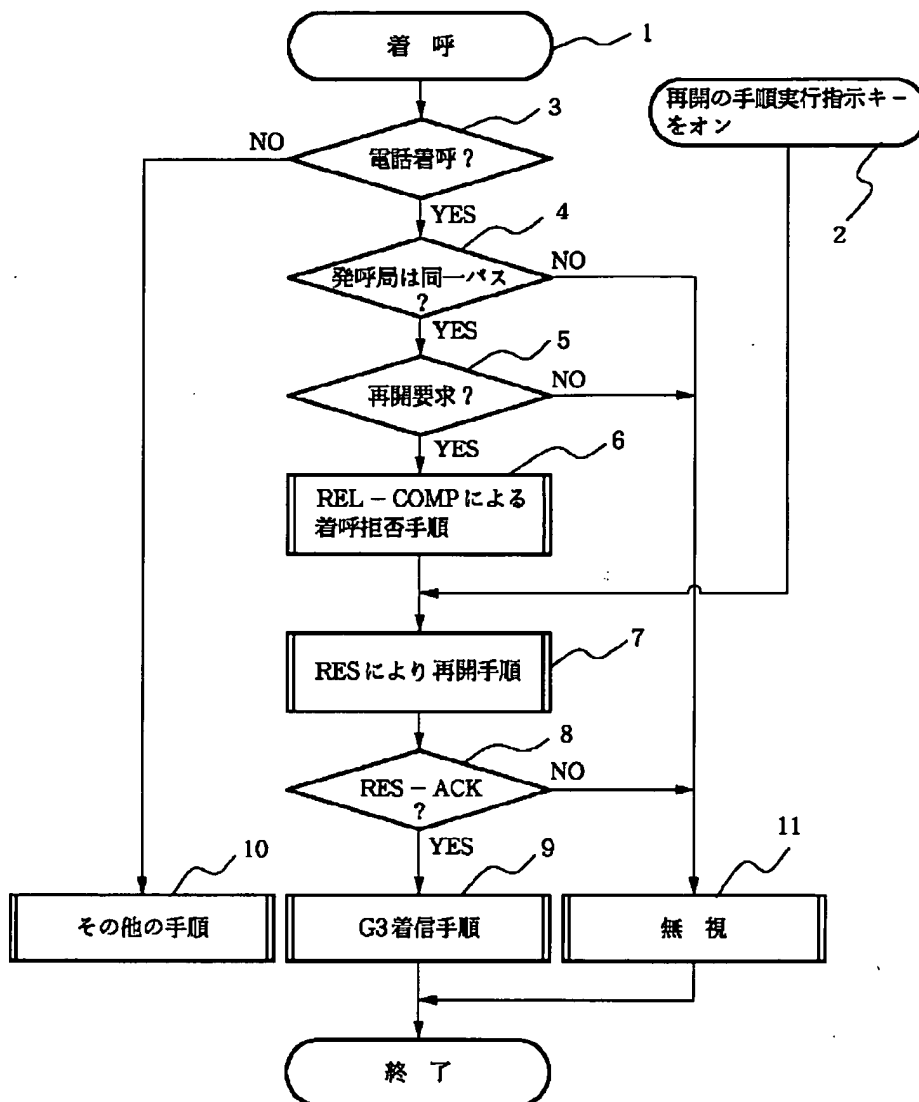 着 呼
1
再開の手順実行指示キー
をオン
2
3
NO
電話着呼?
YES
4
発呼局は同一バス
?
NO
YES
5
再開要求?
NO
YES
6
REL-COMPによる
着呼拒否手順
RESにより再開手順
7
8
RES-ACK
?
NO
YES
10
9
11
その他の手順
G3着信手順
無 視
終 了